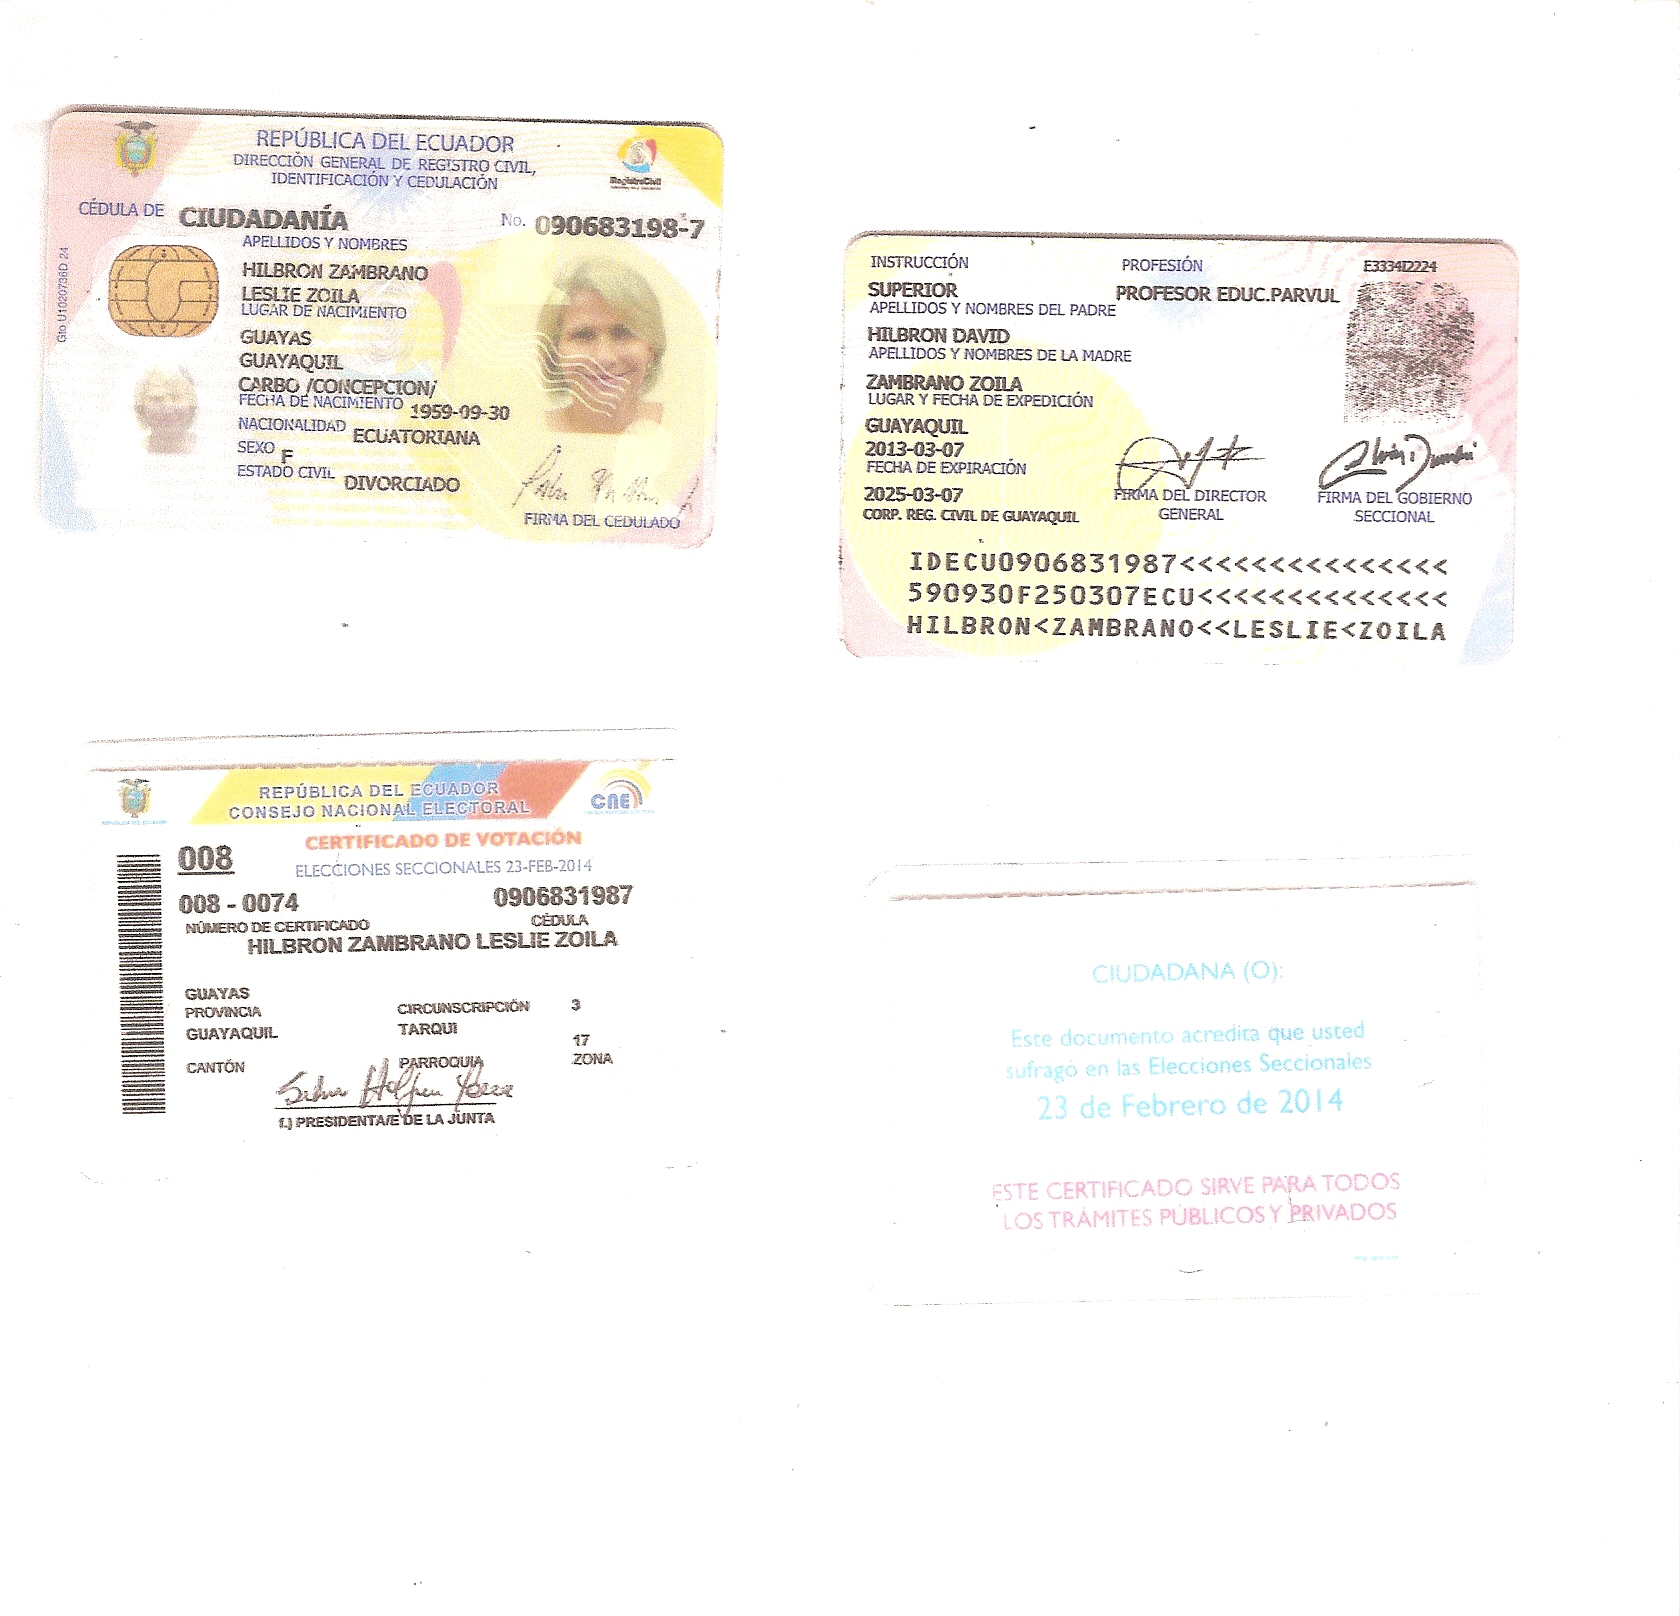 REPÚBLICA DEL ECUADOR
DIRECCIÓN GENERAL DE REGISTRO CIVIL,
IDENTIFICACIÓN Y CEDULACIÓN
RegistroCivil
CÉDULA DE CIUDADANÍA No. 090683198-7
APELLIDOS Y NOMBRES
HILBRON ZAMBRANO
LESLIE ZOILA
LUGAR DE NACIMIENTO
GUAYAS
GUAYAQUIL
CARBO /CONCEPCION/
FECHA DE NACIMIENTO 1959-09-30
NACIONALIDAD ECUATORIANA
SEXO F
ESTADO CIVIL DIVORCIADO
FIRMA DEL CEDULADO
INSTRUCCIÓN PROFESIÓN
SUPERIOR PROFESOR EDUC.PARVUL
APELLIDOS Y NOMBRES DEL PADRE
HILBRON DAVID
APELLIDOS Y NOMBRES DE LA MADRE
ZAMBRANO ZOILA
LUGAR Y FECHA DE EXPEDICIÓN
GUAYAQUIL
2013-03-07
FECHA DE EXPIRACIÓN
2025-03-07
CORP. REG. CIVIL DE GUAYAQUIL
FIRMA DEL DIRECTOR
GENERAL
FIRMA DEL GOBIERNO
SECCIONAL
IDECU0906831987<<<<<<<<<<<<<<<
590930F250307ECU<<<<<<<<<<<<<<
HILBRON<ZAMBRANO<<LESLIE<ZOILA
REPÚBLICA DEL ECUADOR
CONSEJO NACIONAL ELECTORAL
CNE
CERTIFICADO DE VOTACIÓN
008
ELECCIONES SECCIONALES 23-FEB-2014
008 - 0074 0906831987
NÚMERO DE CERTIFICADO CÉDULA
HILBRON ZAMBRANO LESLIE ZOILA
GUAYAS
PROVINCIA CIRCUNSCRIPCIÓN 3
GUAYAQUIL TARQUI
17
CANTÓN PARROQUIA ZONA
f.) PRESIDENTA/E DE LA JUNTA
CIUDADANA (O):
Este documento acredita que usted
sufragó en las Elecciones Seccionales
23 de Febrero de 2014
ESTE CERTIFICADO SIRVE PARA TODOS
LOS TRÁMITES PÚBLICOS Y PRIVADOS